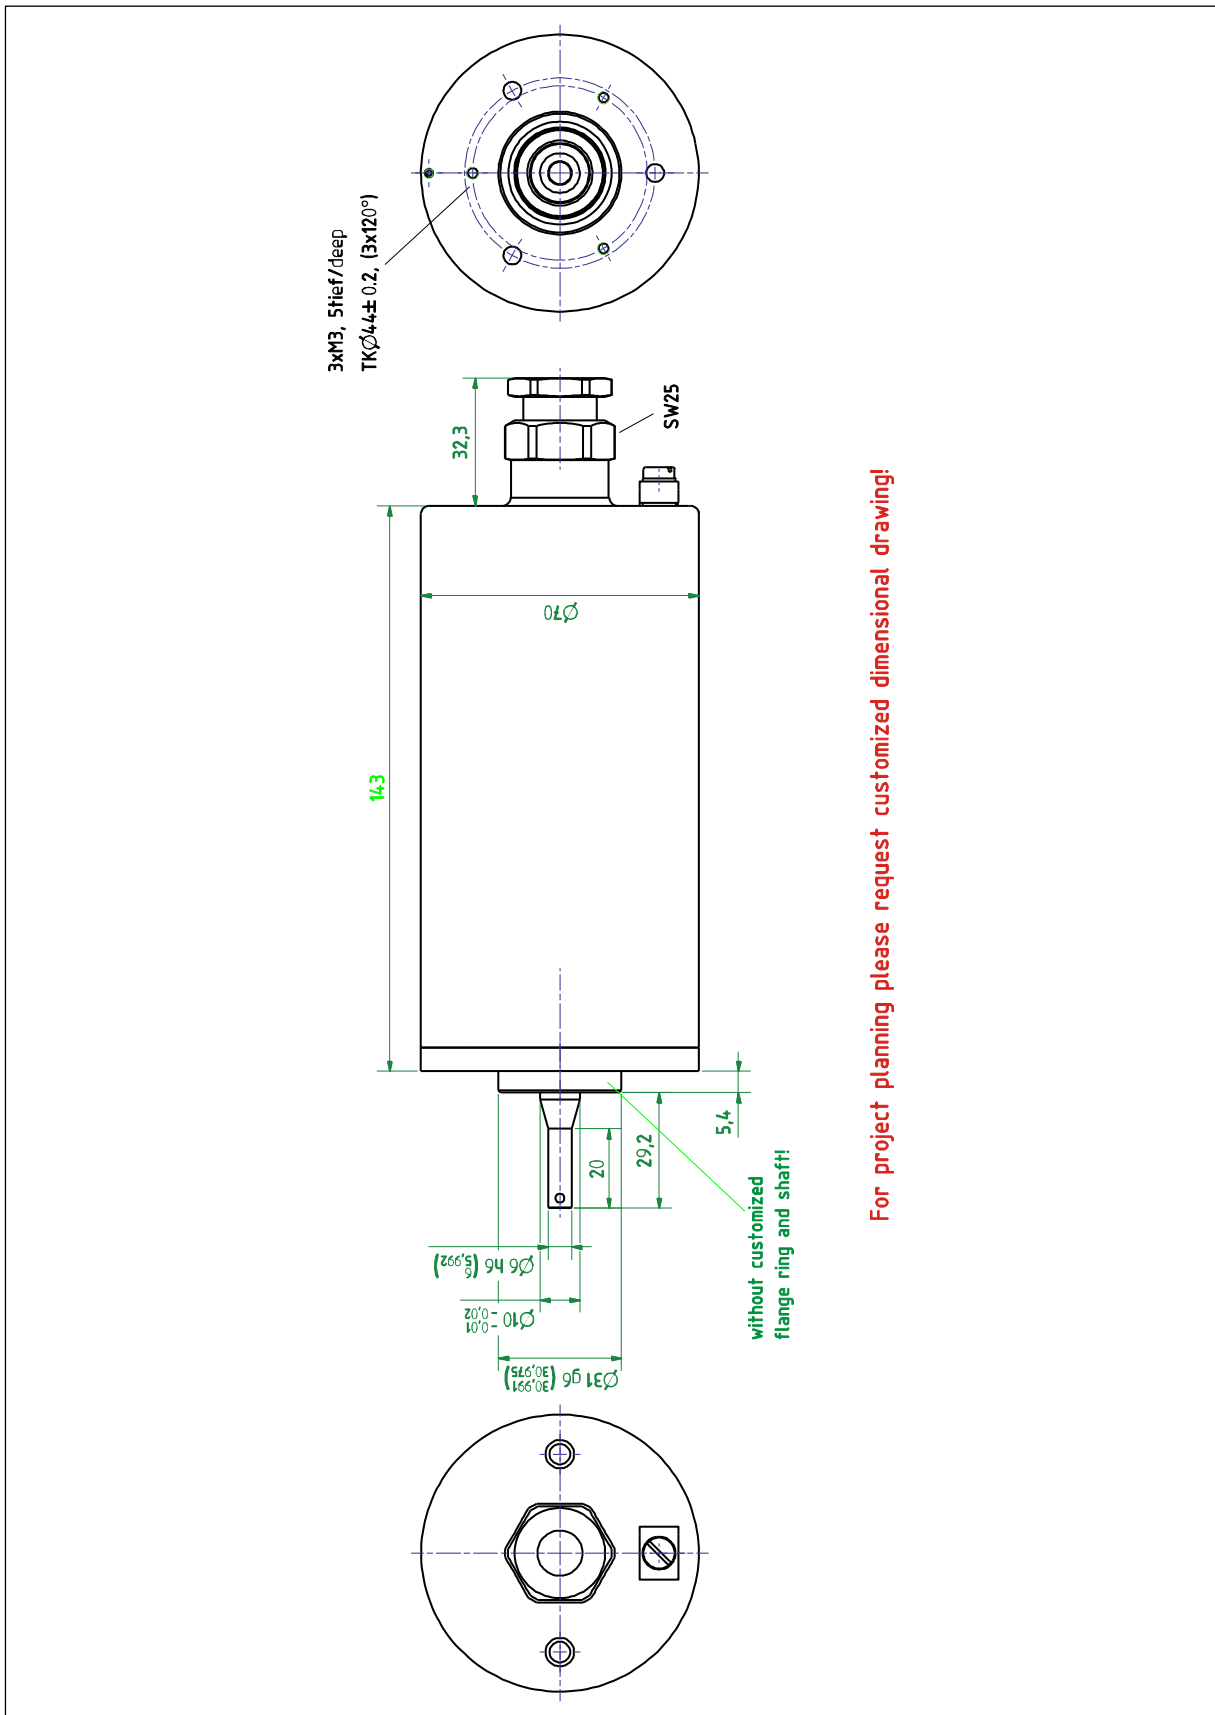 3xM3, 5tief/deep
TKØ44± 0.2, (3x120°)
32,3
SW25
Ø70
143
For project planning please request customized dimensional drawing!
5,4
29,2
20
without customized
flange ring and shaft!
Ø6 h6 (6
5,992)
Ø10 - 0,01
- 0,02
Ø31 g6 (30,991
30,975)